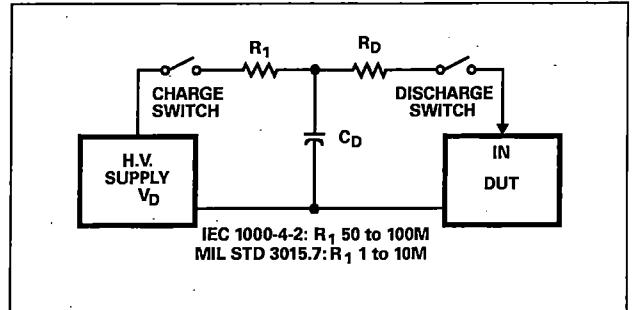 R1
RD
CHARGE
SWITCH
DISCHARGE
SWITCH
CD
H.V.
SUPPLY
VD
IN
DUT
IEC 1000-4-2: R1 50 to 100M
MIL STD 3015.7: R1 1 to 10M